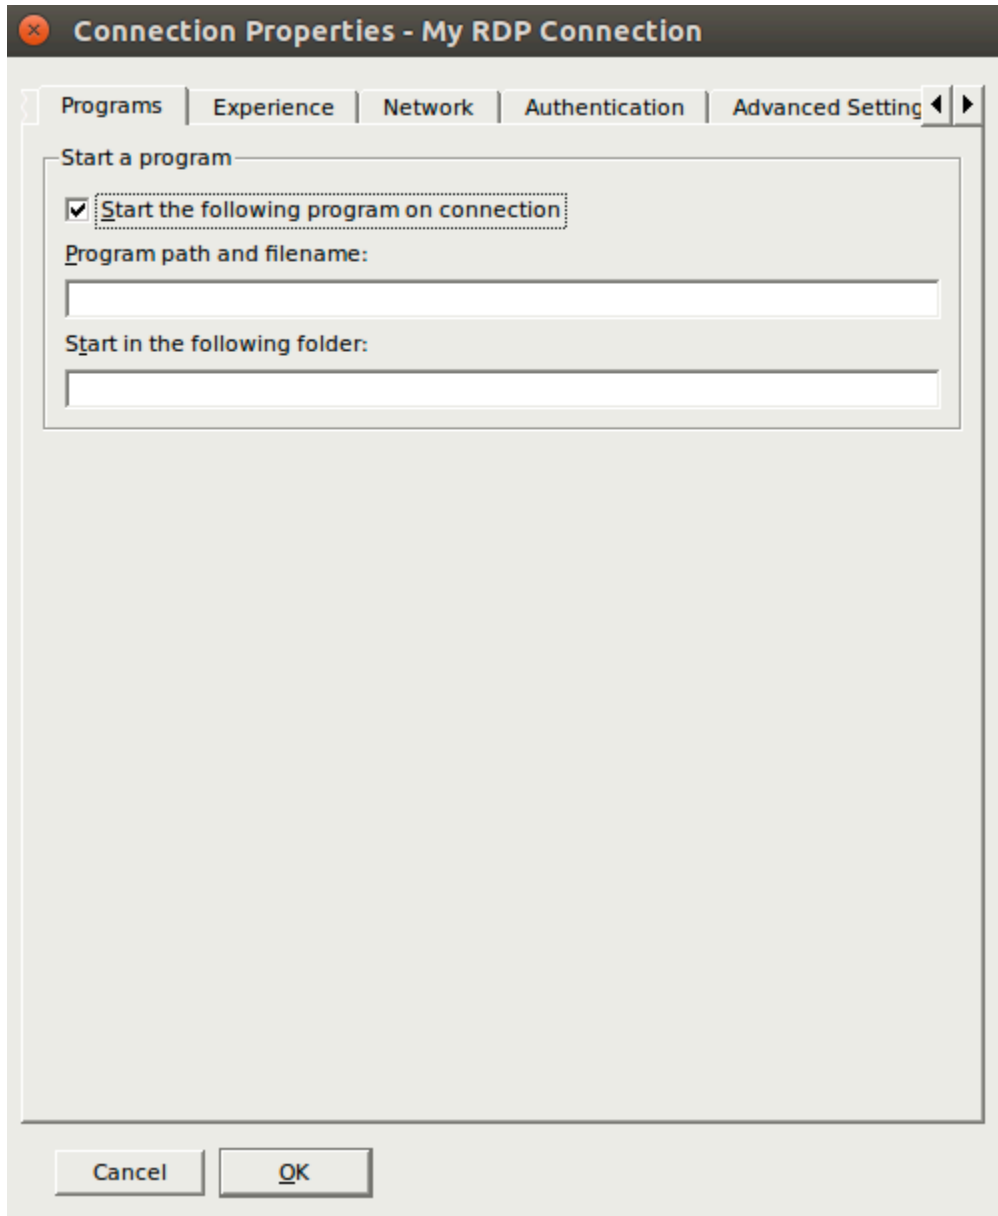 Connection Properties - My RDP Connection
Programs Experience Network Authentication Advanced Setting
Start a program
Start the following program on connection
Program path and filename:
Start in the following folder:
Cancel OK